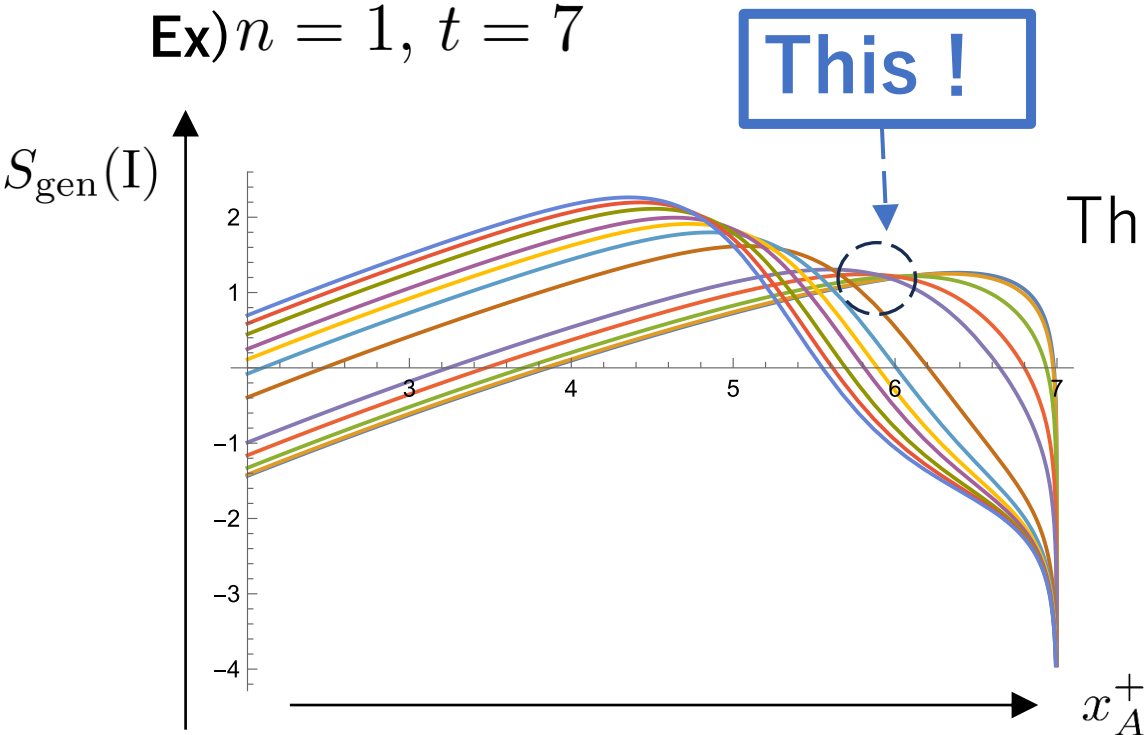 Ex) n = 1, t = 7
This！
S_gen(I)
Th
2
1
3 4 5 6 7
−1
−2
−3
−4
x_A^+